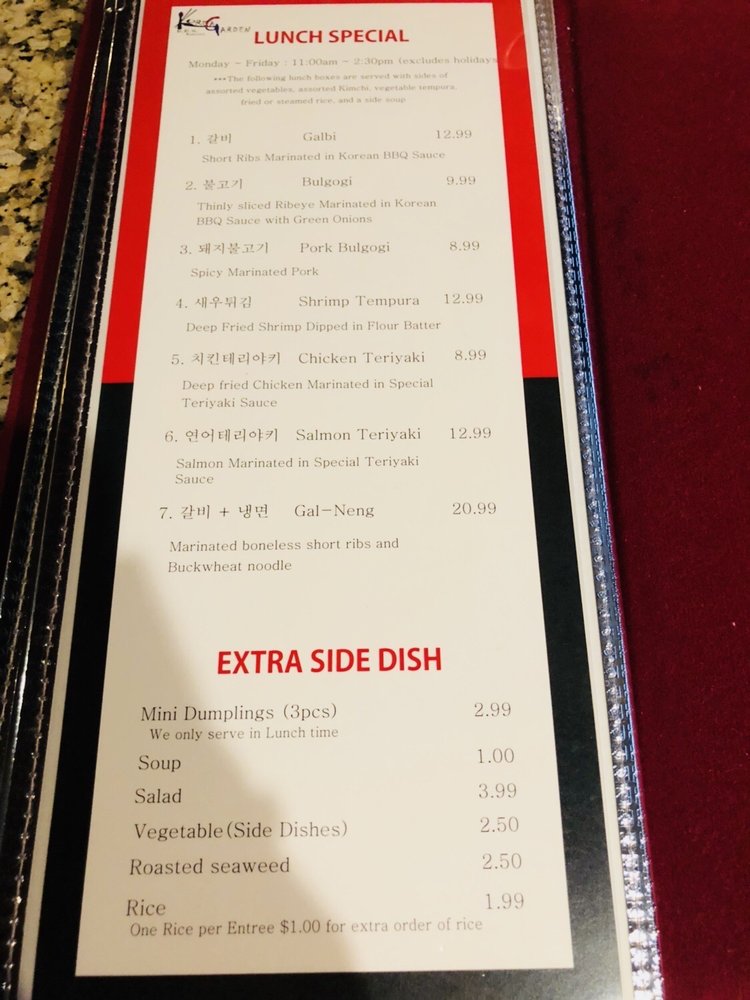 KOREA GARDEN
LUNCH SPECIAL
Monday ~ Friday : 11:00am ~ 2:30pm (excludes holidays
***The following lunch boxes are served with sides of
assorted vegetables, assorted Kimchi, vegetable tempura,
fried or steamed rice, and a side soup
1. 갈비 Galbi 12.99
Short Ribs Marinated in Korean BBQ Sauce
2. 불고기 Bulgogi 9.99
Thinly sliced Ribeye Marinated in Korean
BBQ Sauce with Green Onions
3. 돼지불고기 Pork Bulgogi 8.99
Spicy Marinated Pork
4. 새우튀김 Shrimp Tempura 12.99
Deep Fried Shrimp Dipped in Flour Batter
5. 치킨테리야키 Chicken Teriyaki 8.99
Deep fried Chicken Marinated in Special
Teriyaki Sauce
6. 연어테리야키 Salmon Teriyaki 12.99
Salmon Marinated in Special Teriyaki
Sauce
7. 갈비 + 냉면 Gal-Neng 20.99
Marinated boneless short ribs and
Buckwheat noodle
EXTRA SIDE DISH
Mini Dumplings (3pcs) 2.99
We only serve in Lunch time
Soup 1.00
Salad 3.99
Vegetable(Side Dishes) 2.50
Roasted seaweed 2.50
Rice 1.99
One Rice per Entree $1.00 for extra order of rice